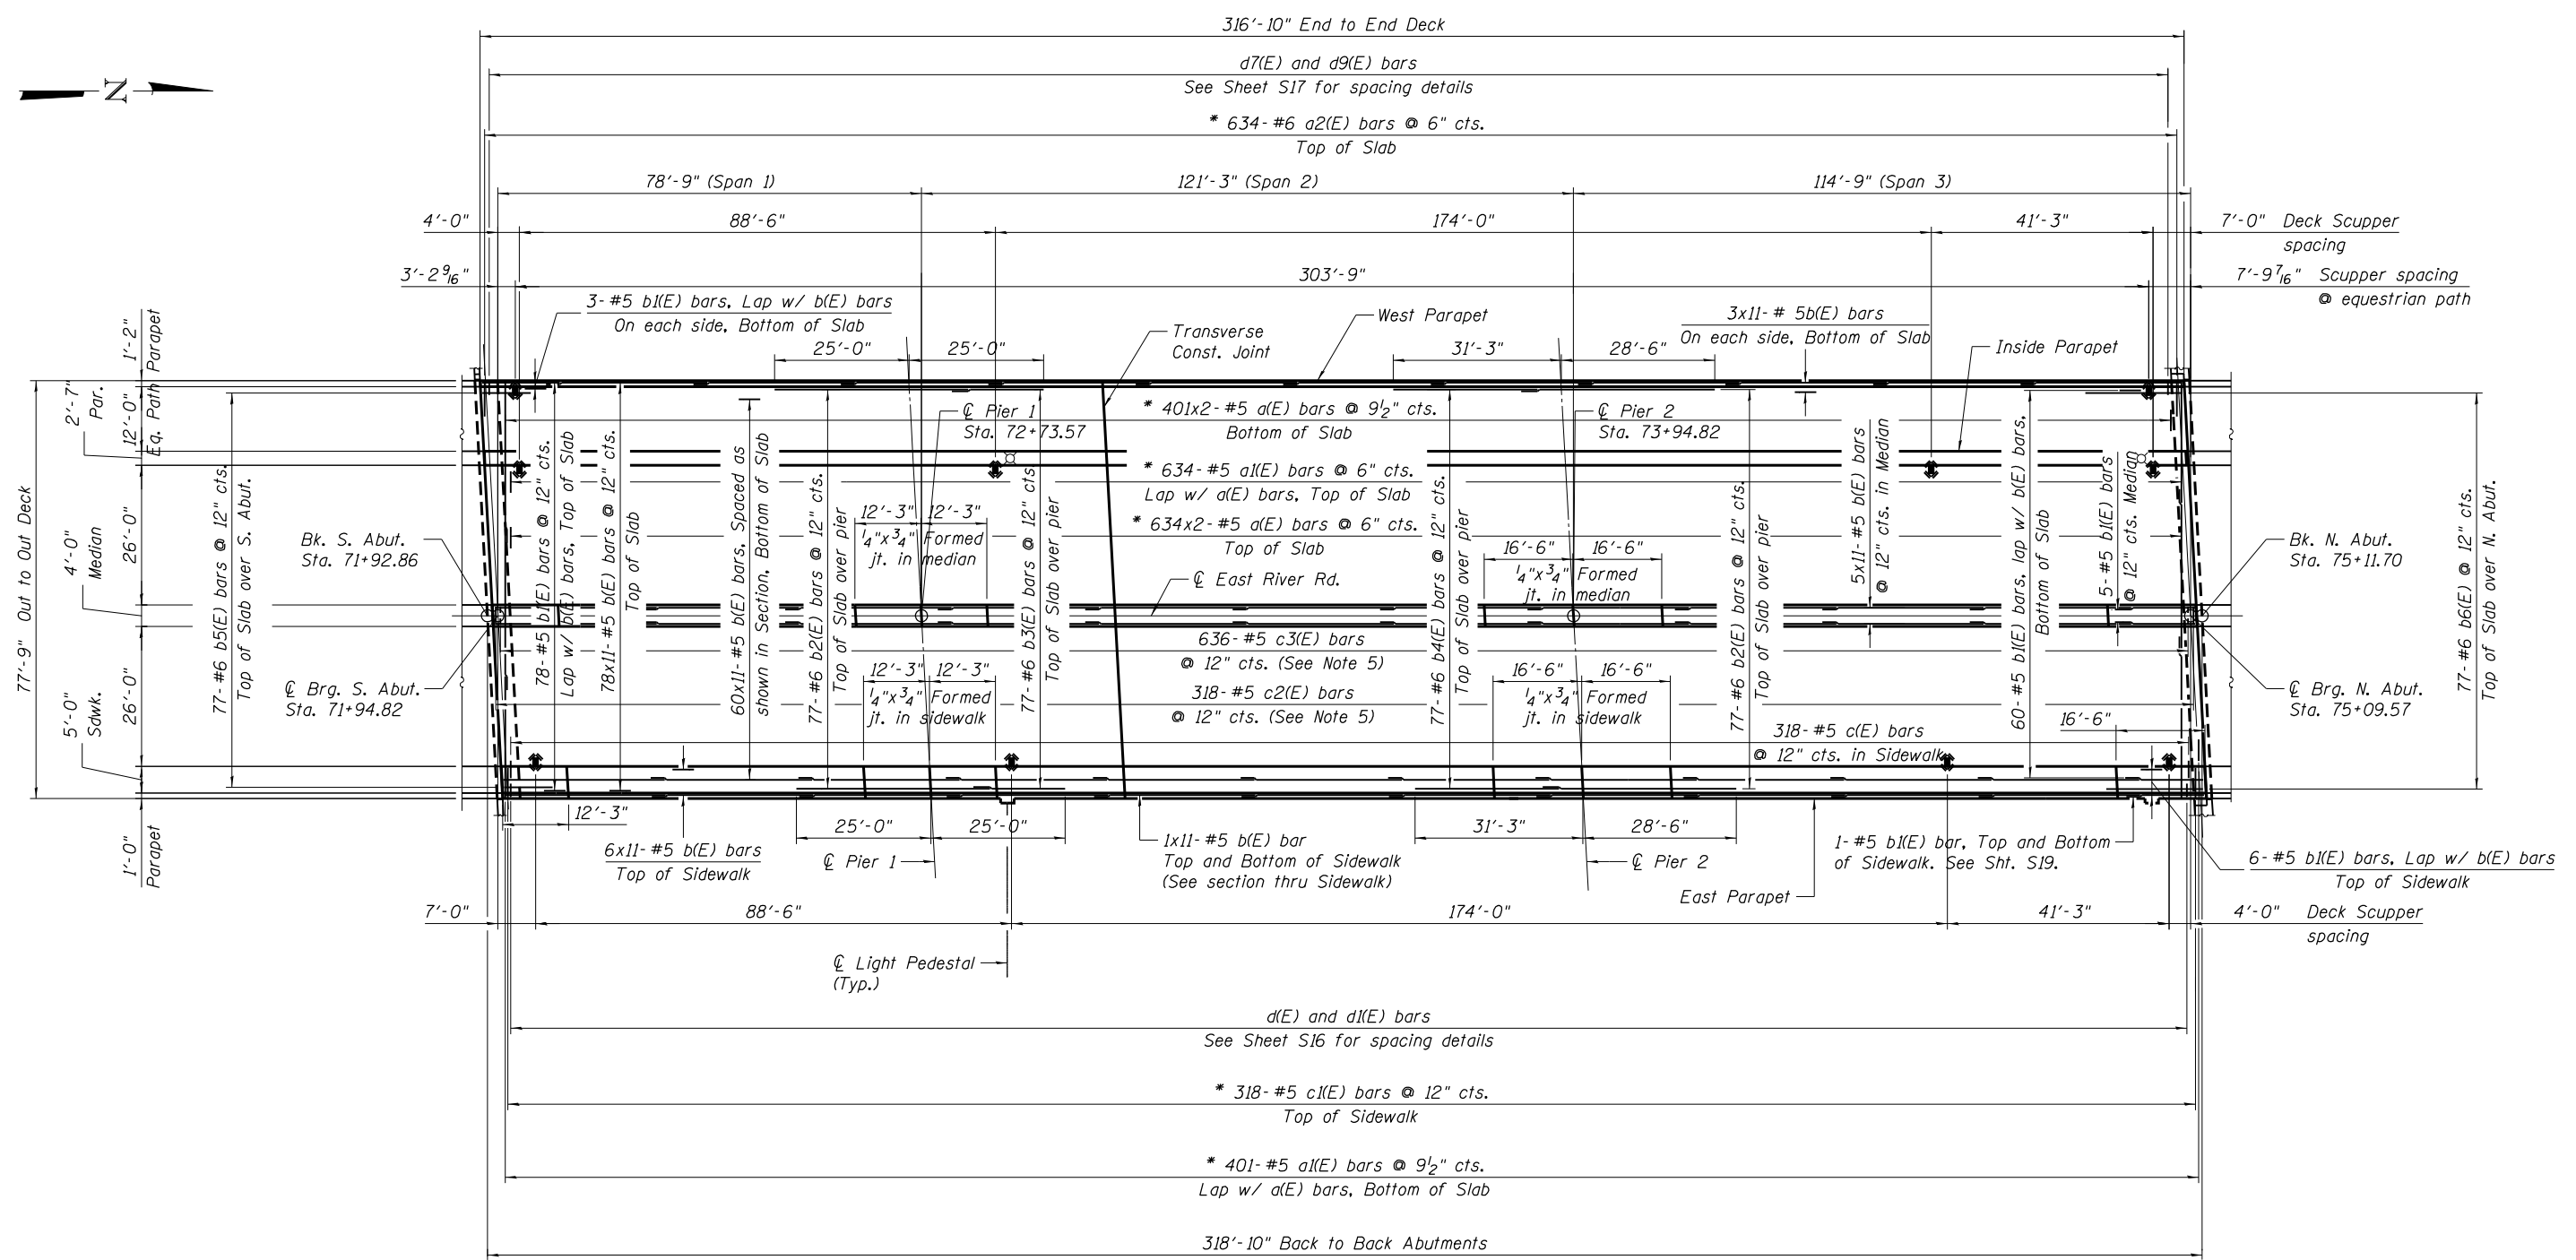 316'-10" End to End Deck
d7(E) and d9(E) bars
See Sheet S17 for spacing details
N
* 634-#6 a2(E) bars @ 6" cts.
Top of Slab
78'-9" (Span 1)
121'-3" (Span 2)
114'-9" (Span 3)
4'-0"
88'-6"
174'-0"
41'-3"
7'-0" Deck Scupper
spacing
3'-2 9/16"
303'-9"
7'-9 7/16" Scupper spacing
@ equestrian path
3-#5 b1(E) bars, Lap w/ b(E) bars
On each side, Bottom of Slab
25'-0"
25'-0"
Transverse
Const. Joint
West Parapet
31'-3"
28'-6"
3x11-# 5b(E) bars
On each side, Bottom of Slab
Inside Parapet
77'-9" Out to Out Deck
1'-2"
Eq. Path Parapet
12'-0"
2'-7"
Par.
26'-0"
4'-0"
Median
26'-0"
5'-0"
Sdwk.
1'-0"
Parapet
77-#6 b5(E) bars @ 12" cts.
Top of Slab over S. Abut.
Bk. S. Abut.
Sta. 71+92.86
℄ Brg. S. Abut.
Sta. 71+94.82
78-#5 b1(E) bars @ 12" cts.
Lap w/ b(E) bars, Top of Slab
78x11-#5 b(E) bars @ 12" cts.
Top of Slab
60x11-#5 b(E) bars, Spaced as
shown in Section, Bottom of Slab
77-#6 b2(E) bars @ 12" cts.
Top of Slab over pier
℄ Pier 1
Sta. 72+73.57
77-#6 b3(E) bars @ 12" cts.
Top of Slab over pier
* 401x2-#5 a(E) bars @ 9 1/2" cts.
Bottom of Slab
* 634-#5 a1(E) bars @ 6" cts.
Lap w/ a(E) bars, Top of Slab
* 634x2-#5 a(E) bars @ 6" cts.
Top of Slab
12'-3"
12'-3"
1/4"x3/4" Formed
jt. in median
℄ East River Rd.
℄ Pier 2
Sta. 73+94.82
16'-6"
16'-6"
1/4"x3/4" Formed
jt. in median
77-#6 b4(E) bars @ 12" cts.
Top of Slab over pier
77-#6 b2(E) bars @ 12" cts.
Top of Slab over pier
5x11-#5 b(E) bars
@ 12" cts. in Median
60-#5 b1(E) bars, lap w/ b(E) bars.
Bottom of Slab
5-#5 b1(E) bars
@ 12" cts. Median
Bk. N. Abut.
Sta. 75+11.70
℄ Brg. N. Abut.
Sta. 75+09.57
77-#6 b6(E) @ 12" cts.
Top of Slab over N. Abut.
636-#5 c3(E) bars
@ 12" cts. (See Note 5)
318-#5 c2(E) bars
@ 12" cts. (See Note 5)
12'-3"
12'-3"
1/4"x3/4" Formed
jt. in sidewalk
16'-6"
16'-6"
1/4"x3/4" Formed
jt. in sidewalk
318-#5 c(E) bars
@ 12" cts. in Sidewalk
16'-6"
12'-3"
25'-0"
25'-0"
6x11-#5 b(E) bars
Top of Sidewalk
℄ Pier 1
1x11-#5 b(E) bar
Top and Bottom of Sidewalk
(See section thru Sidewalk)
31'-3"
28'-6"
℄ Pier 2
East Parapet
1-#5 b1(E) bar, Top and Bottom
of Sidewalk. See Sht. S19.
6-#5 b1(E) bars, Lap w/ b(E) bars
Top of Sidewalk
7'-0"
88'-6"
174'-0"
41'-3"
4'-0" Deck Scupper
spacing
℄ Light Pedestal
(Typ.)
d(E) and d1(E) bars
See Sheet S16 for spacing details
* 318-#5 c1(E) bars @ 12" cts.
Top of Sidewalk
* 401-#5 a1(E) bars @ 9 1/2" cts.
Lap w/ a(E) bars, Bottom of Slab
318'-10" Back to Back Abutments